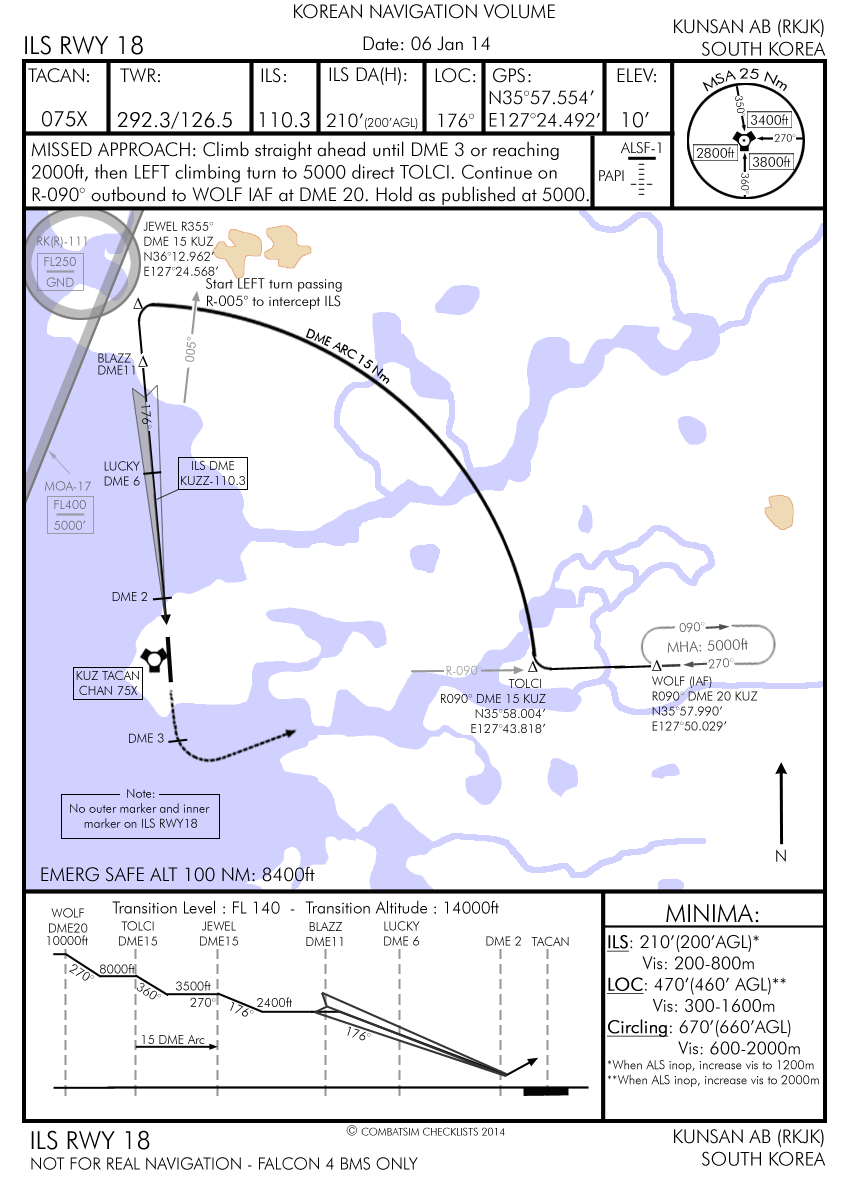 KOREAN NAVIGATION VOLUME
ILS RWY 18
Date: 06 Jan 14
KUNSAN AB (RKJK)
SOUTH KOREA
TACAN:
075X
TWR:
292.3/126.5
ILS:
110.3
ILS DA(H):
210'(200'AGL)
LOC:
176°
GPS:
N35°57.554'
E127°24.492'
ELEV:
10'
MSA 25 Nm
350°
3400ft
270°
2800ft
3800ft
360°
MISSED APPROACH: Climb straight ahead until DME 3 or reaching
2000ft, then LEFT climbing turn to 5000 direct TOLCI. Continue on
R-090° outbound to WOLF IAF at DME 20. Hold as published at 5000.
ALSF-1
PAPI
RK(R)-111
FL250
GND
JEWEL R355°
DME 15 KUZ
N36°12.962'
E127°24.568'
Start LEFT turn passing
R-005° to intercept ILS
005°
DME ARC 15 Nm
BLAZZ
DME11
176°
LUCKY
DME 6
ILS DME
KUZZ-110.3
MOA-17
FL400
5000'
DME 2
KUZ TACAN
CHAN 75X
DME 3
R-090°
TOLCI
R090° DME 15 KUZ
N35°58.004'
E127°43.818'
090°
MHA: 5000ft
270°
WOLF (IAF)
R090° DME 20 KUZ
N35°57.990'
E127°50.029'
Note:
No outer marker and inner
marker on ILS RWY18
N
EMERG SAFE ALT 100 NM: 8400ft
Transition Level : FL 140 - Transition Altitude : 14000ft
WOLF
DME20
10000ft
TOLCI
DME15
JEWEL
DME15
BLAZZ
DME11
LUCKY
DME 6
DME 2
TACAN
270°
8000ft
360°
3500ft
270°
176°
2400ft
176°
15 DME Arc
MINIMA:
ILS: 210'(200'AGL)*
Vis: 200-800m
LOC: 470'(460' AGL)**
Vis: 300-1600m
Circling: 670'(660'AGL)
Vis: 600-2000m
*When ALS inop, increase vis to 1200m
**When ALS inop, increase vis to 2000m
ILS RWY 18
NOT FOR REAL NAVIGATION - FALCON 4 BMS ONLY
© COMBATSIM CHECKLISTS 2014
KUNSAN AB (RKJK)
SOUTH KOREA